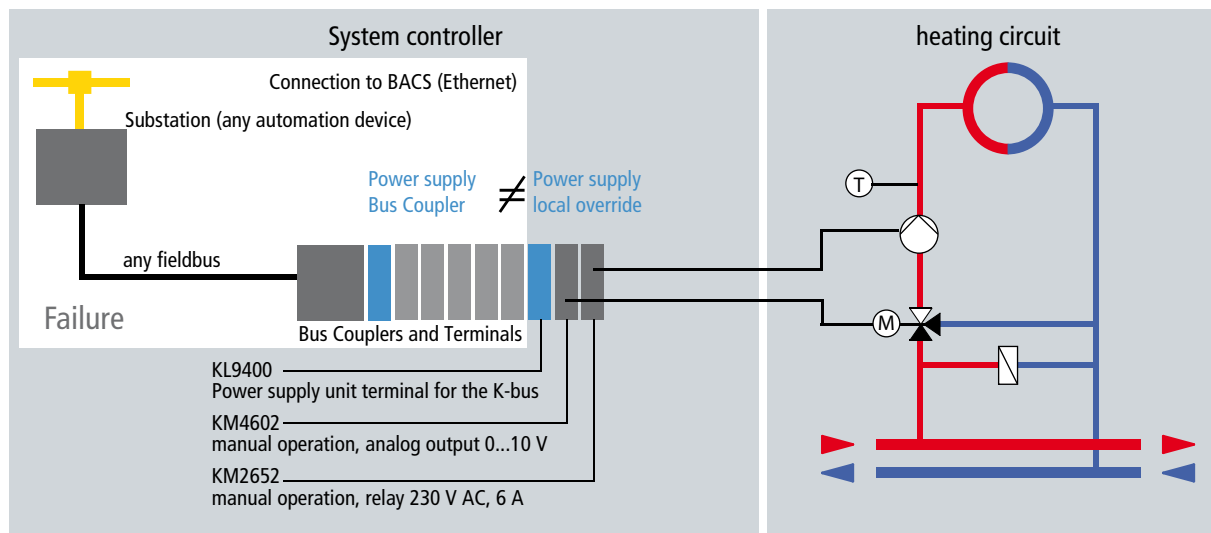 System controller
heating circuit
Connection to BACS (Ethernet)
Substation (any automation device)
Power supply
Bus Coupler
≠
Power supply
local override
T
any fieldbus
Failure
Bus Couplers and Terminals
M
KL9400
Power supply unit terminal for the K-bus
KM4602
manual operation, analog output 0...10 V
KM2652
manual operation, relay 230 V AC, 6 A